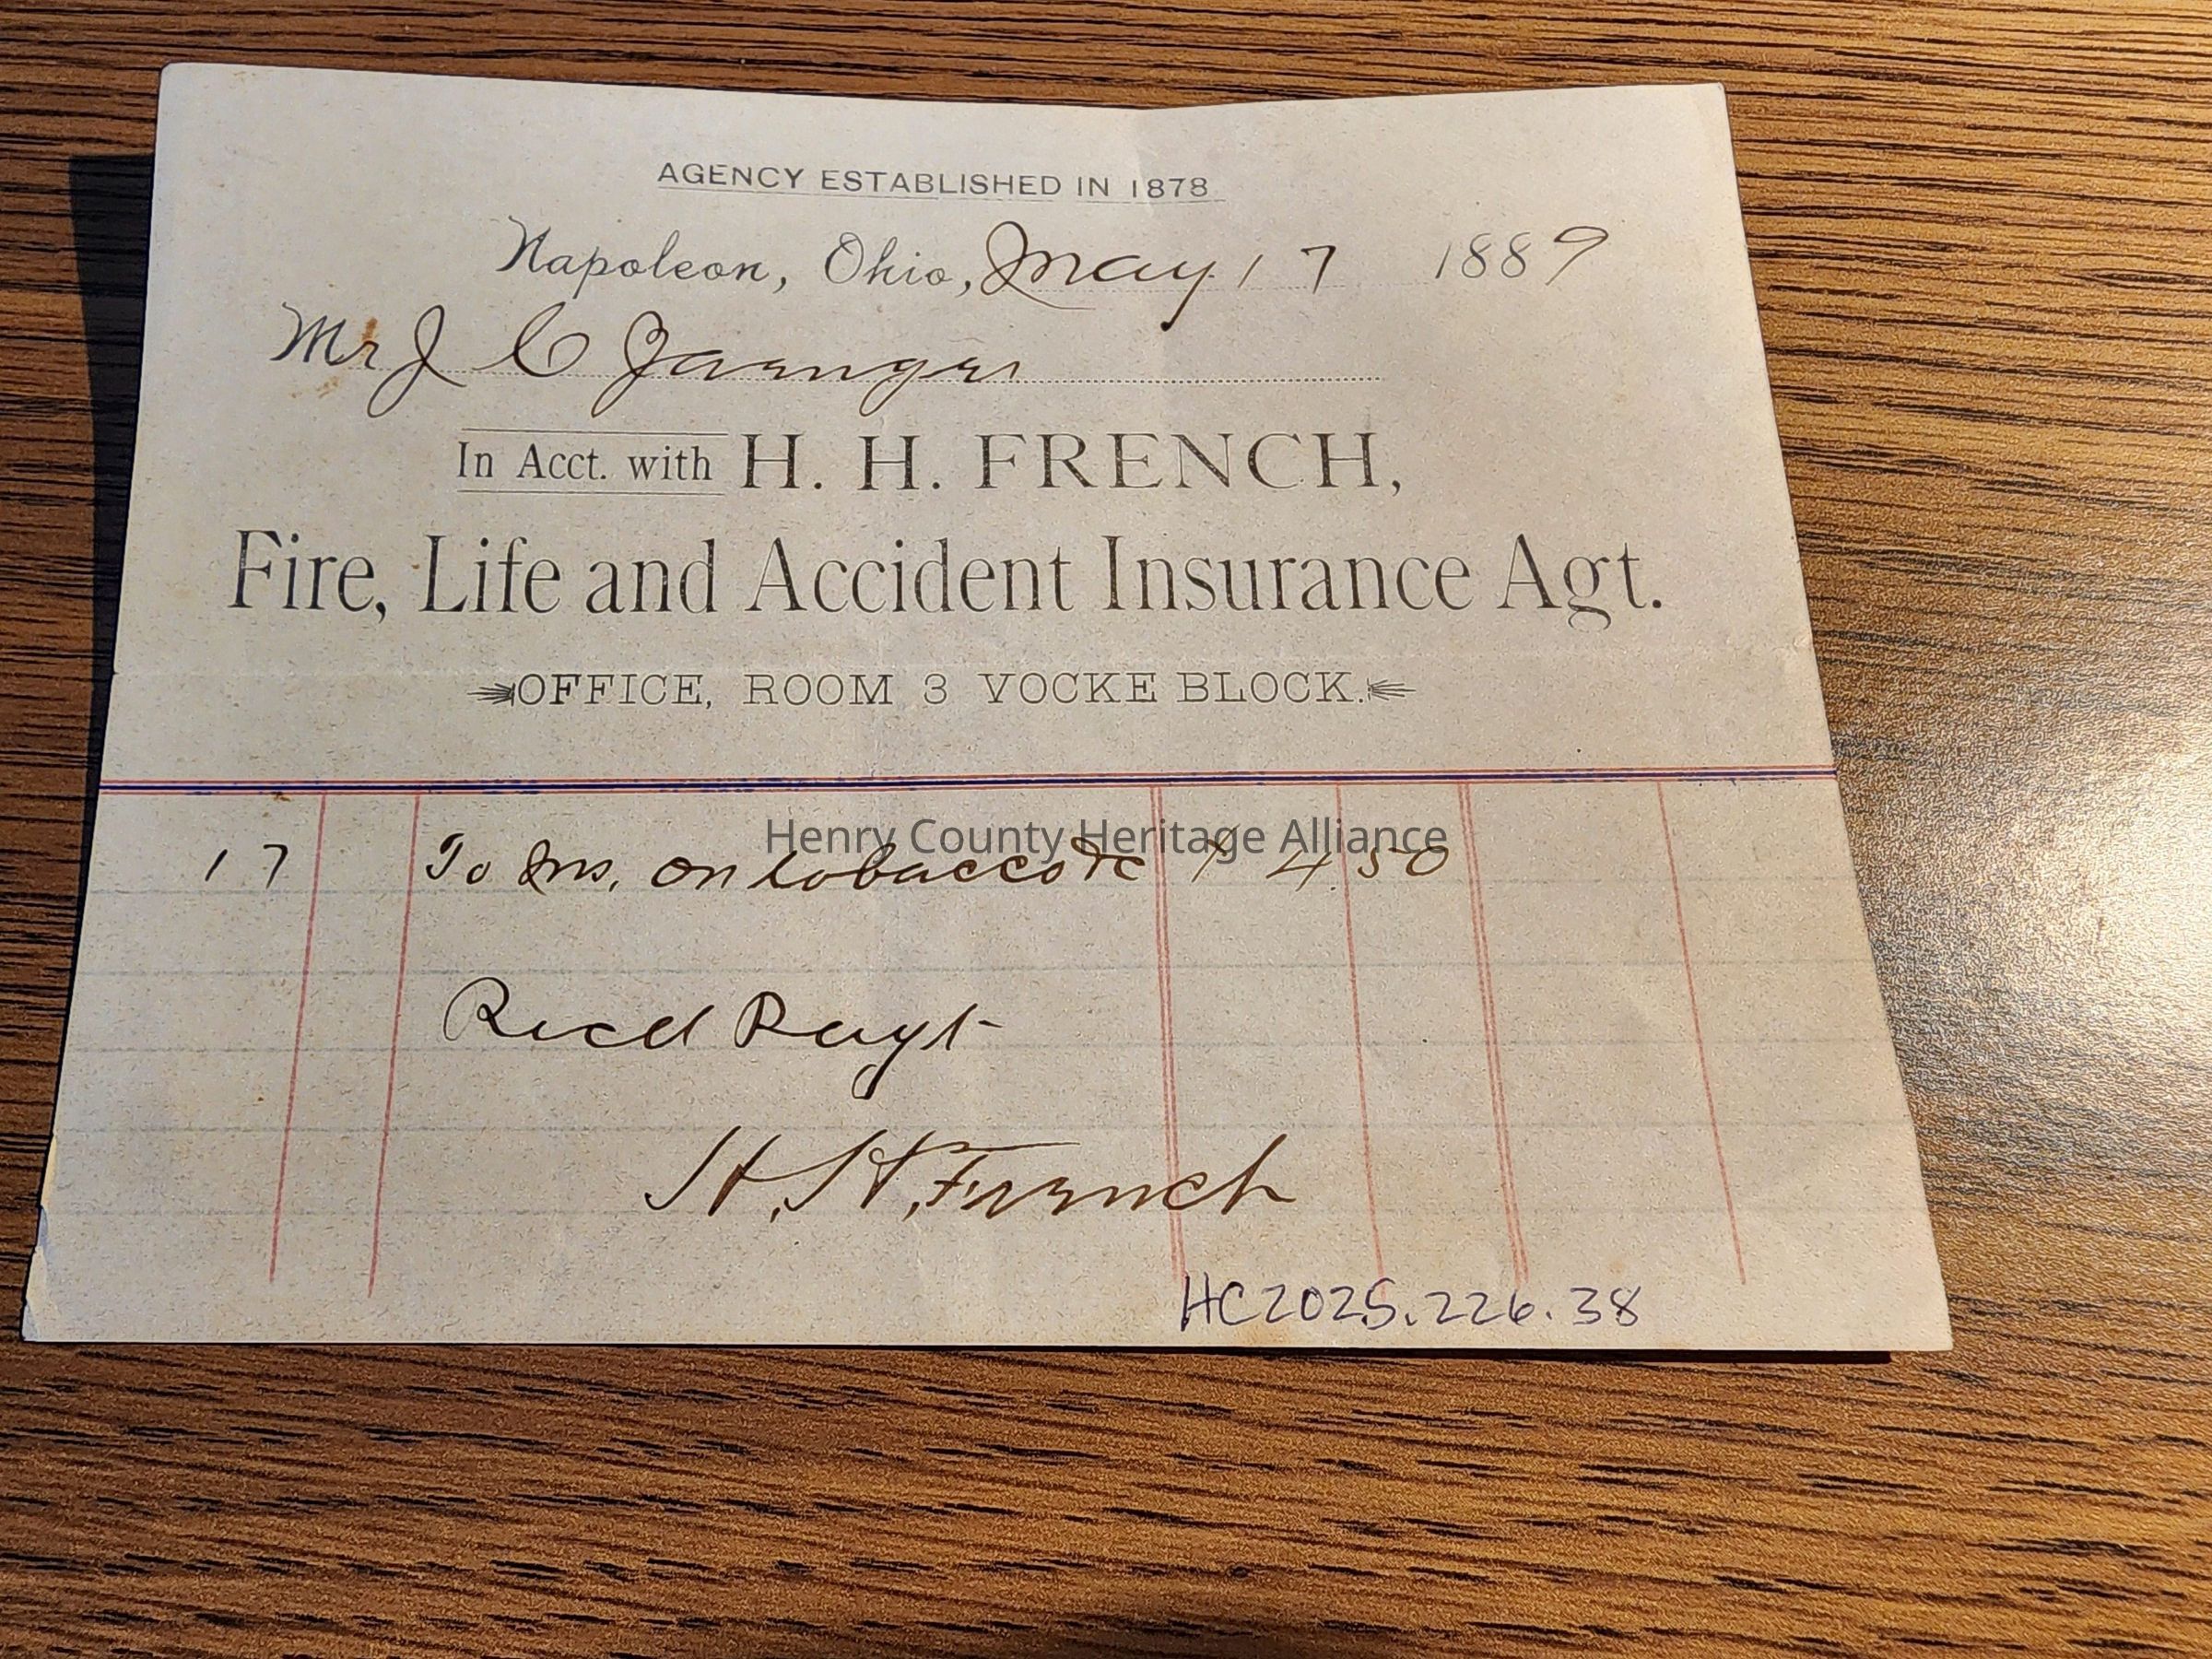 AGENCY ESTABLISHED IN 1878
Napoleon, Ohio, May 17 1889
Mr J C Jaenger
In Acct. with H. H. FRENCH,
Fire, Life and Accident Insurance Agt.
OFFICE, ROOM 3 VOCKE BLOCK.
Henry County Heritage Alliance
17 To Ins, on tobacco &c $ 4.50
Recd Payt
H. H. French
HC2025.226.38